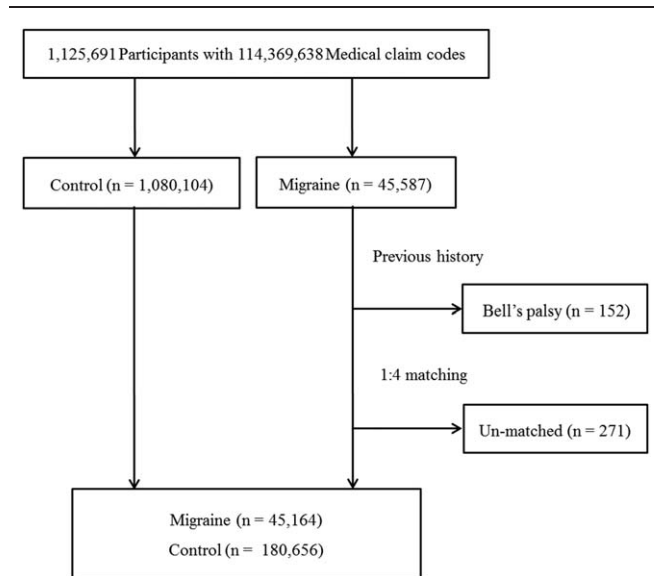 1,125,691 Participants with 114,369,638 Medical claim codes
Control (n = 1,080,104)
Migraine (n = 45,587)
Previous history
Bell's palsy (n = 152)
1:4 matching
Un-matched (n = 271)
Migraine (n = 45,164)
Control (n = 180,656)